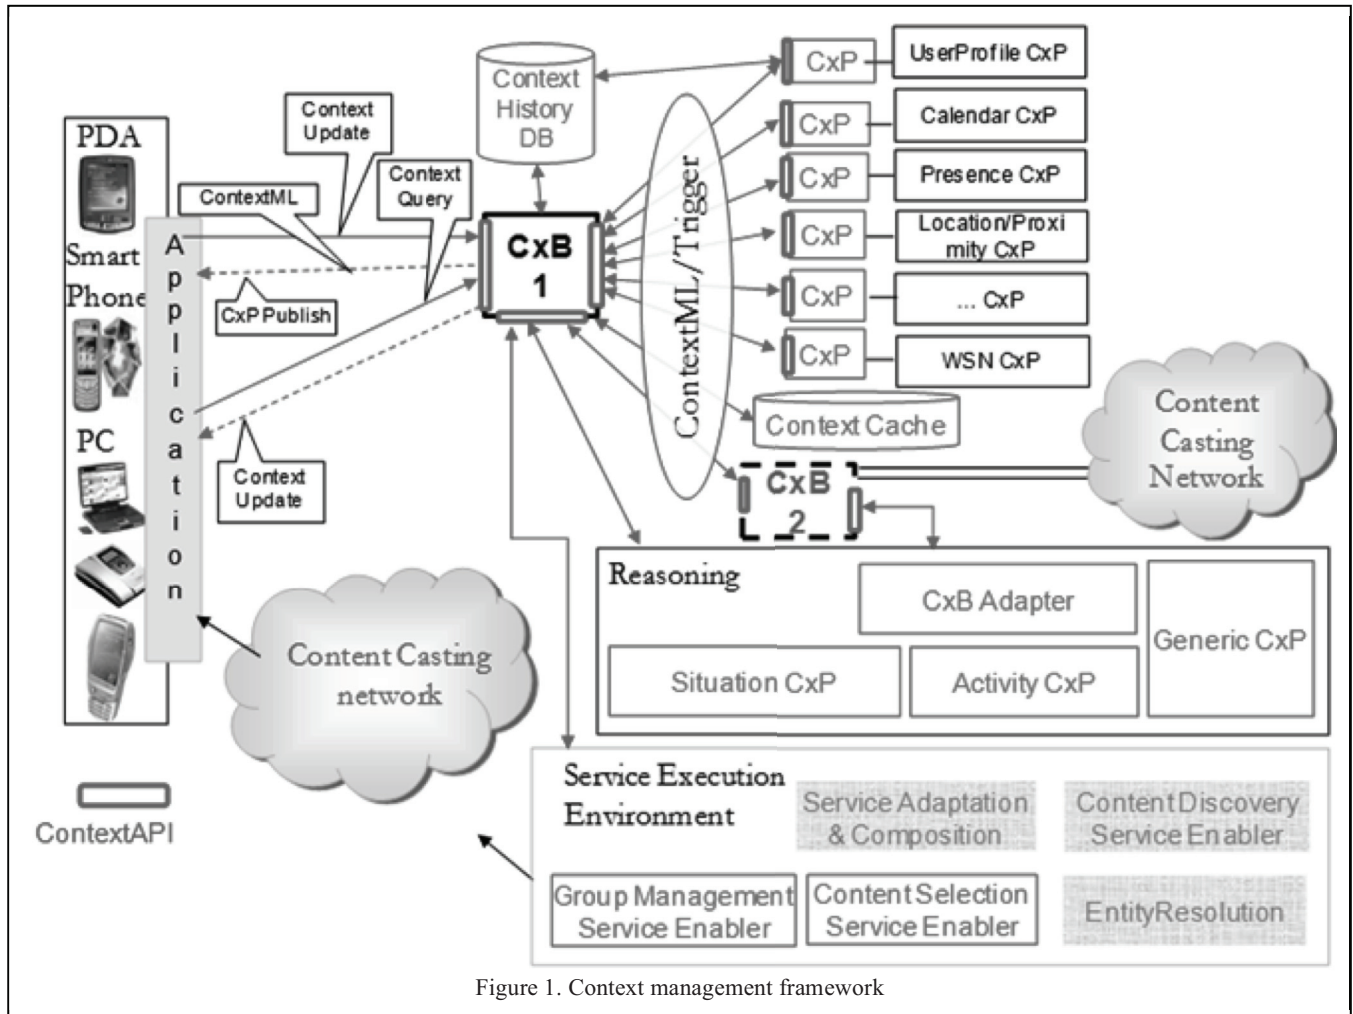 PDA
Smart
Phone
PC
A
p
p
l
i
c
a
t
i
o
n
ContextAPI
Context
Update
ContextML
Context
Query
CxP Publish
Context
Update
Context
History
DB
CxB
1
ContextML/Trigger
CxP
UserProfile CxP
CxP
Calendar CxP
CxP
Presence CxP
CxP
Location/Proxi
mity CxP
CxP
... CxP
CxP
WSN CxP
Context Cache
CxB
2
Content
Casting
Network
Reasoning
CxB Adapter
Generic CxP
Situation CxP
Activity CxP
Content Casting
network
Service Execution
Environment
Service Adaptation
& Composition
Content Discovery
Service Enabler
Group Management
Service Enabler
Content Selection
Service Enabler
EntityResolution
Figure 1. Context management framework